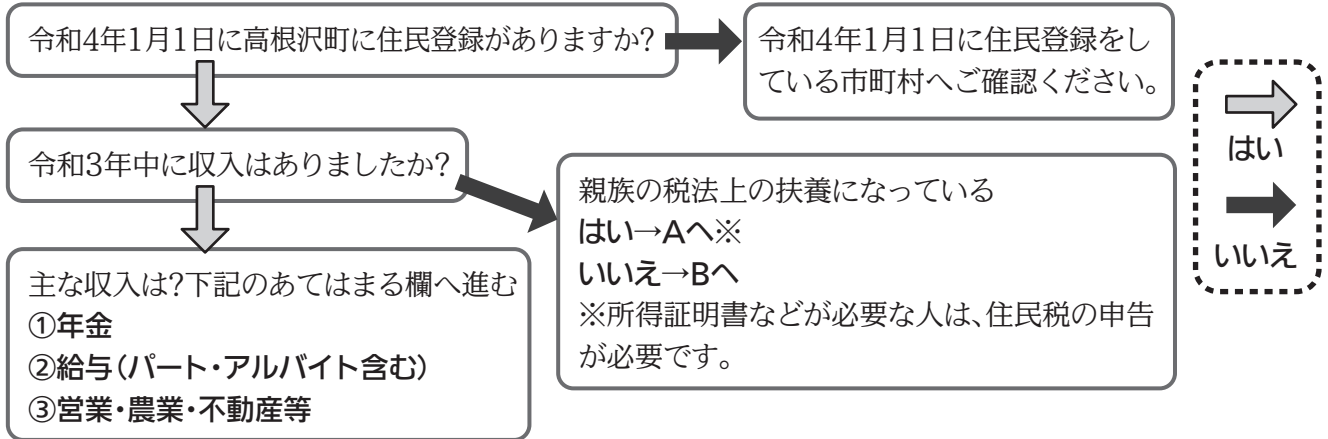 令和4年1月1日に高根沢町に住民登録がありますか?
令和4年1月1日に住民登録をし
ている市町村へご確認ください。
はい
いいえ
令和3年中に収入はありましたか?
親族の税法上の扶養になっている
はい→Aへ※
いいえ→Bへ
※所得証明書などが必要な人は、住民税の申告
が必要です。
主な収入は?下記のあてはまる欄へ進む
①年金
②給与(パート・アルバイト含む)
③営業・農業・不動産等